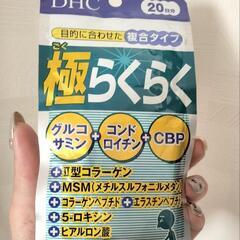 DHC
20日分
目的に合わせた 複合タイプ
ごく
極らくらく
グルコサミン+コンドロイチン+CBP
+II型コラーゲン
+MSM(メチルスルフォニルメタン)
+コラーゲンペプチド+エラスチンペプチド
+5-ロキシン
+ヒアルロン酸